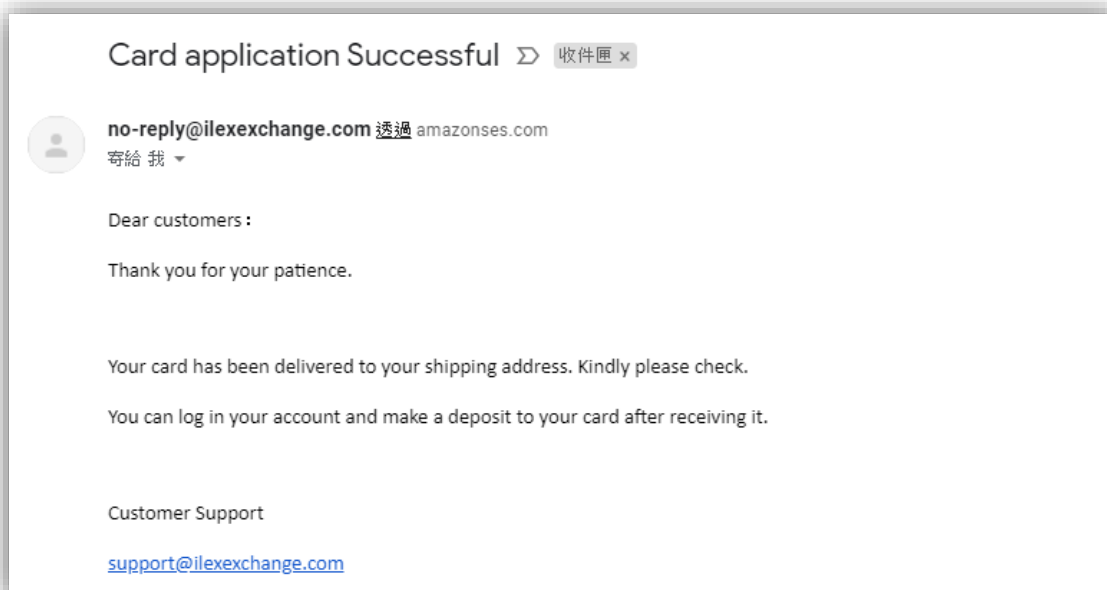 Card application Successful 收件匣 ×
no-reply@ilexexchange.com 透過 amazonses.com
寄給 我
Dear customers：
Thank you for your patience.
Your card has been delivered to your shipping address. Kindly please check.
You can log in your account and make a deposit to your card after receiving it.
Customer Support
support@ilexexchange.com